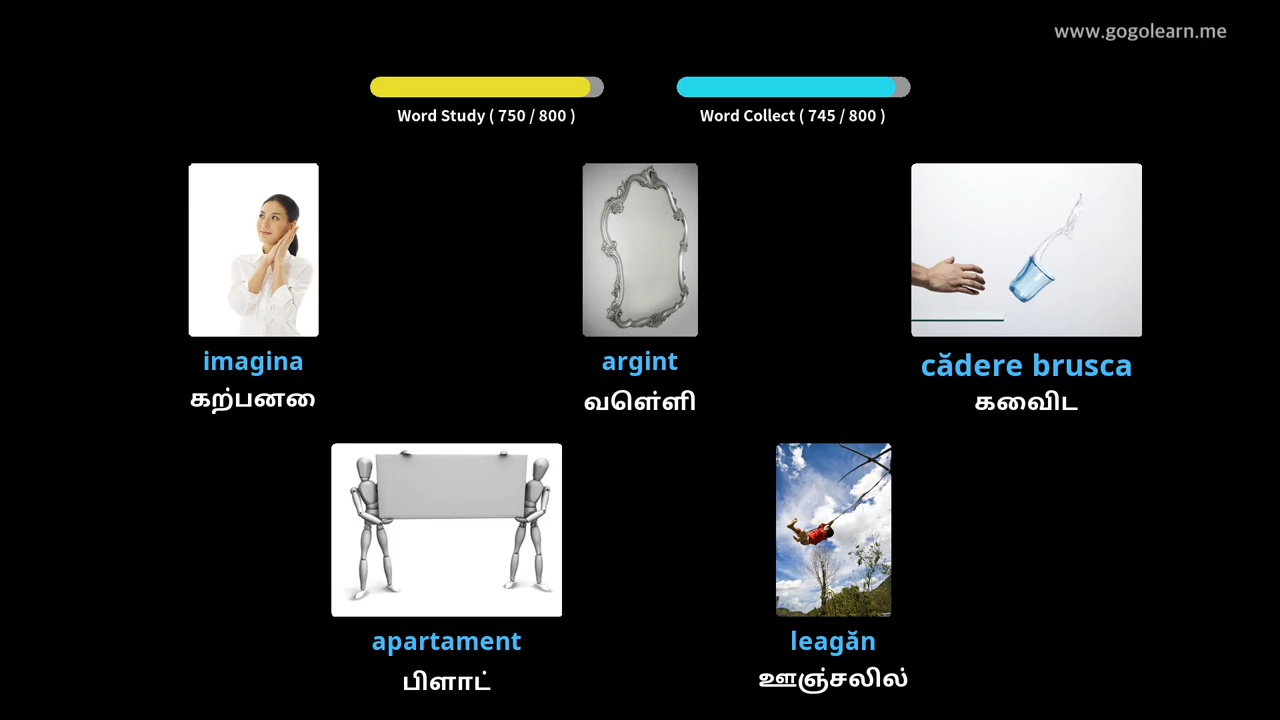 www.gogolearn.me
Word Study ( 750 / 800 )
Word Collect ( 745 / 800 )
imagina
கற்பனை
argint
வெள்ளி
cădere brusca
கைவிட
apartament
பிளாட்
leagăn
ஊஞ்சலில்